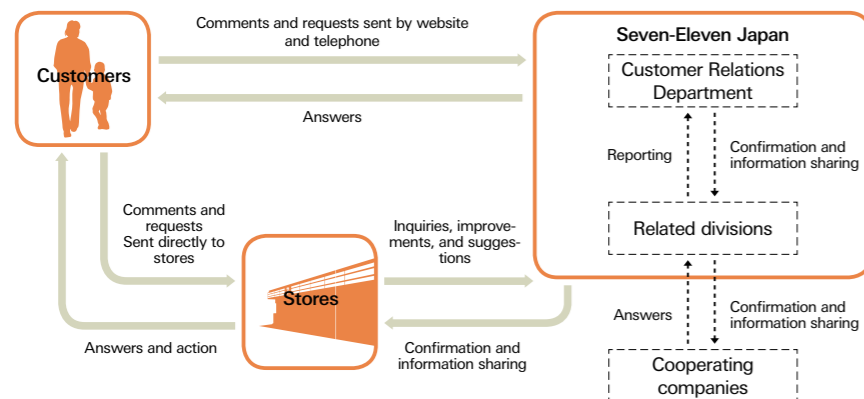 Comments and requests sent by website
and telephone
Customers
Answers
Seven-Eleven Japan
Customer Relations
Department
Reporting
Confirmation and
information sharing
Related divisions
Comments and
requests
Sent directly to
stores
Inquiries, improve-
ments, and sugges-
tions
Stores
Answers and action
Confirmation and
information sharing
Answers
Confirmation and
information sharing
Cooperating
companies